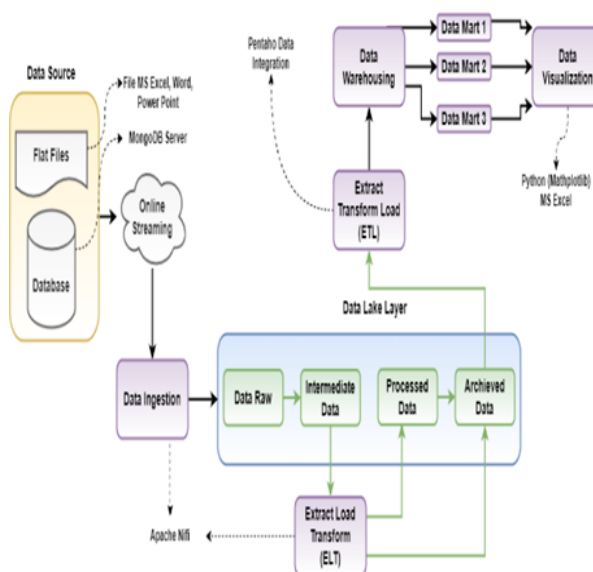 Data Source
File MS Excel, Word,
Power Point
MongoDB Server
Flat Files
Database
Online
Streaming
Pentaho Data
Integration
Data
Warehousing
Data Mart 1
Data Mart 2
Data Mart 3
Data
Visualization
Python (Mathplotlib)
MS Excel
Extract
Transform Load
(ETL)
Data Lake Layer
Data Ingestion
Data Raw
Intermediate
Data
Processed
Data
Archieved
Data
Apache Nifi
Extract Load
Transform
(ELT)